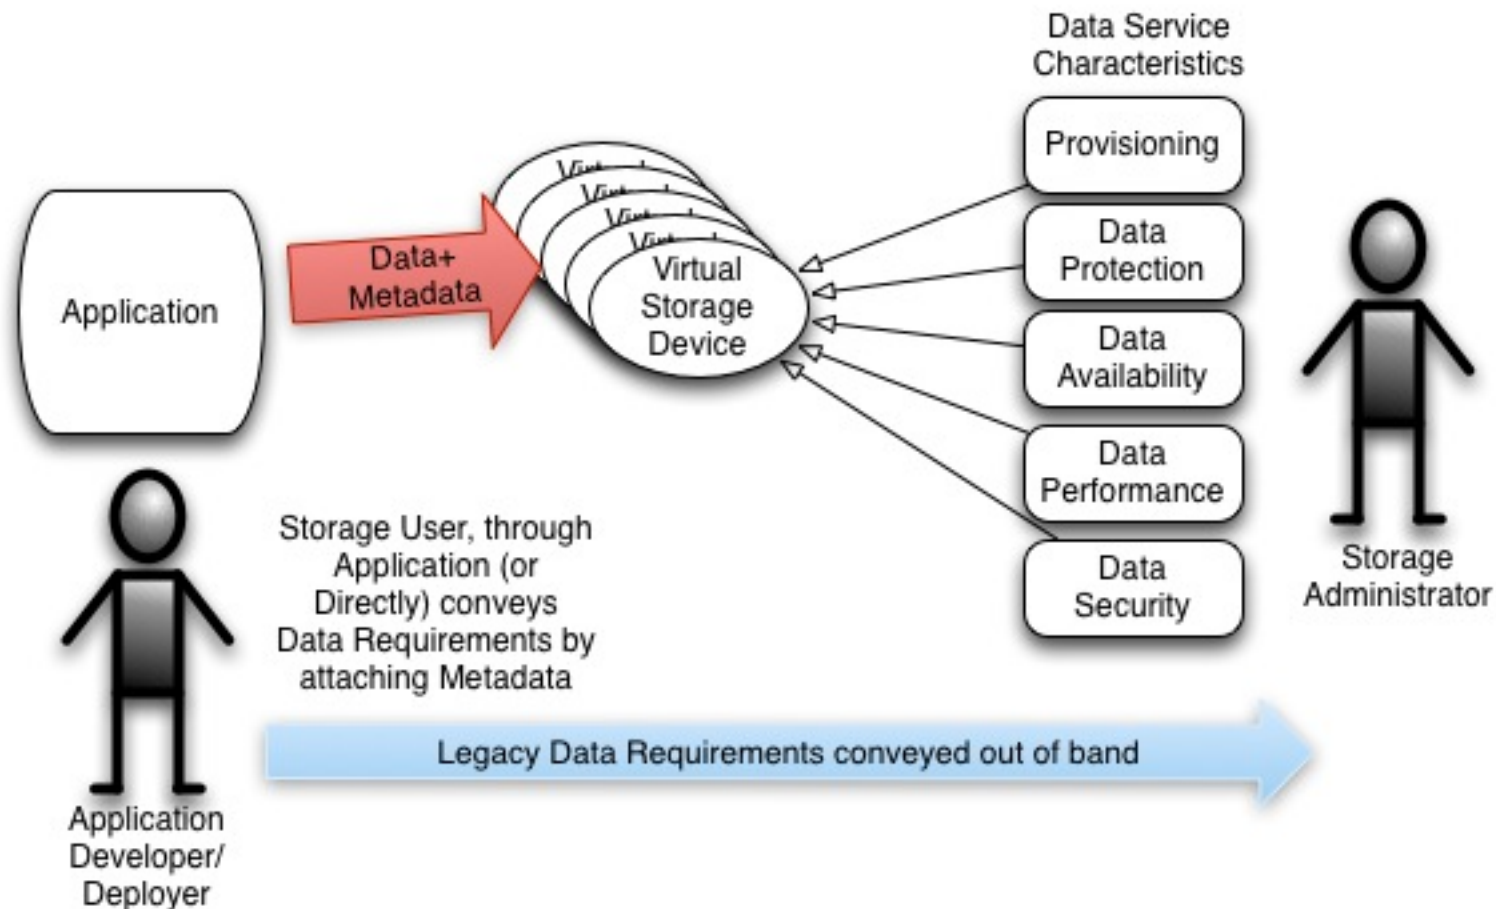 Data Service
Characteristics
Provisioning
Data
Protection
Data
Availability
Data
Performance
Data
Security
Storage
Administrator
Application
Data+
Metadata
Virtual
Storage
Device
Storage User, through
Application (or
Directly) conveys
Data Requirements by
attaching Metadata
Legacy Data Requirements conveyed out of band
Application
Developer/
Deployer